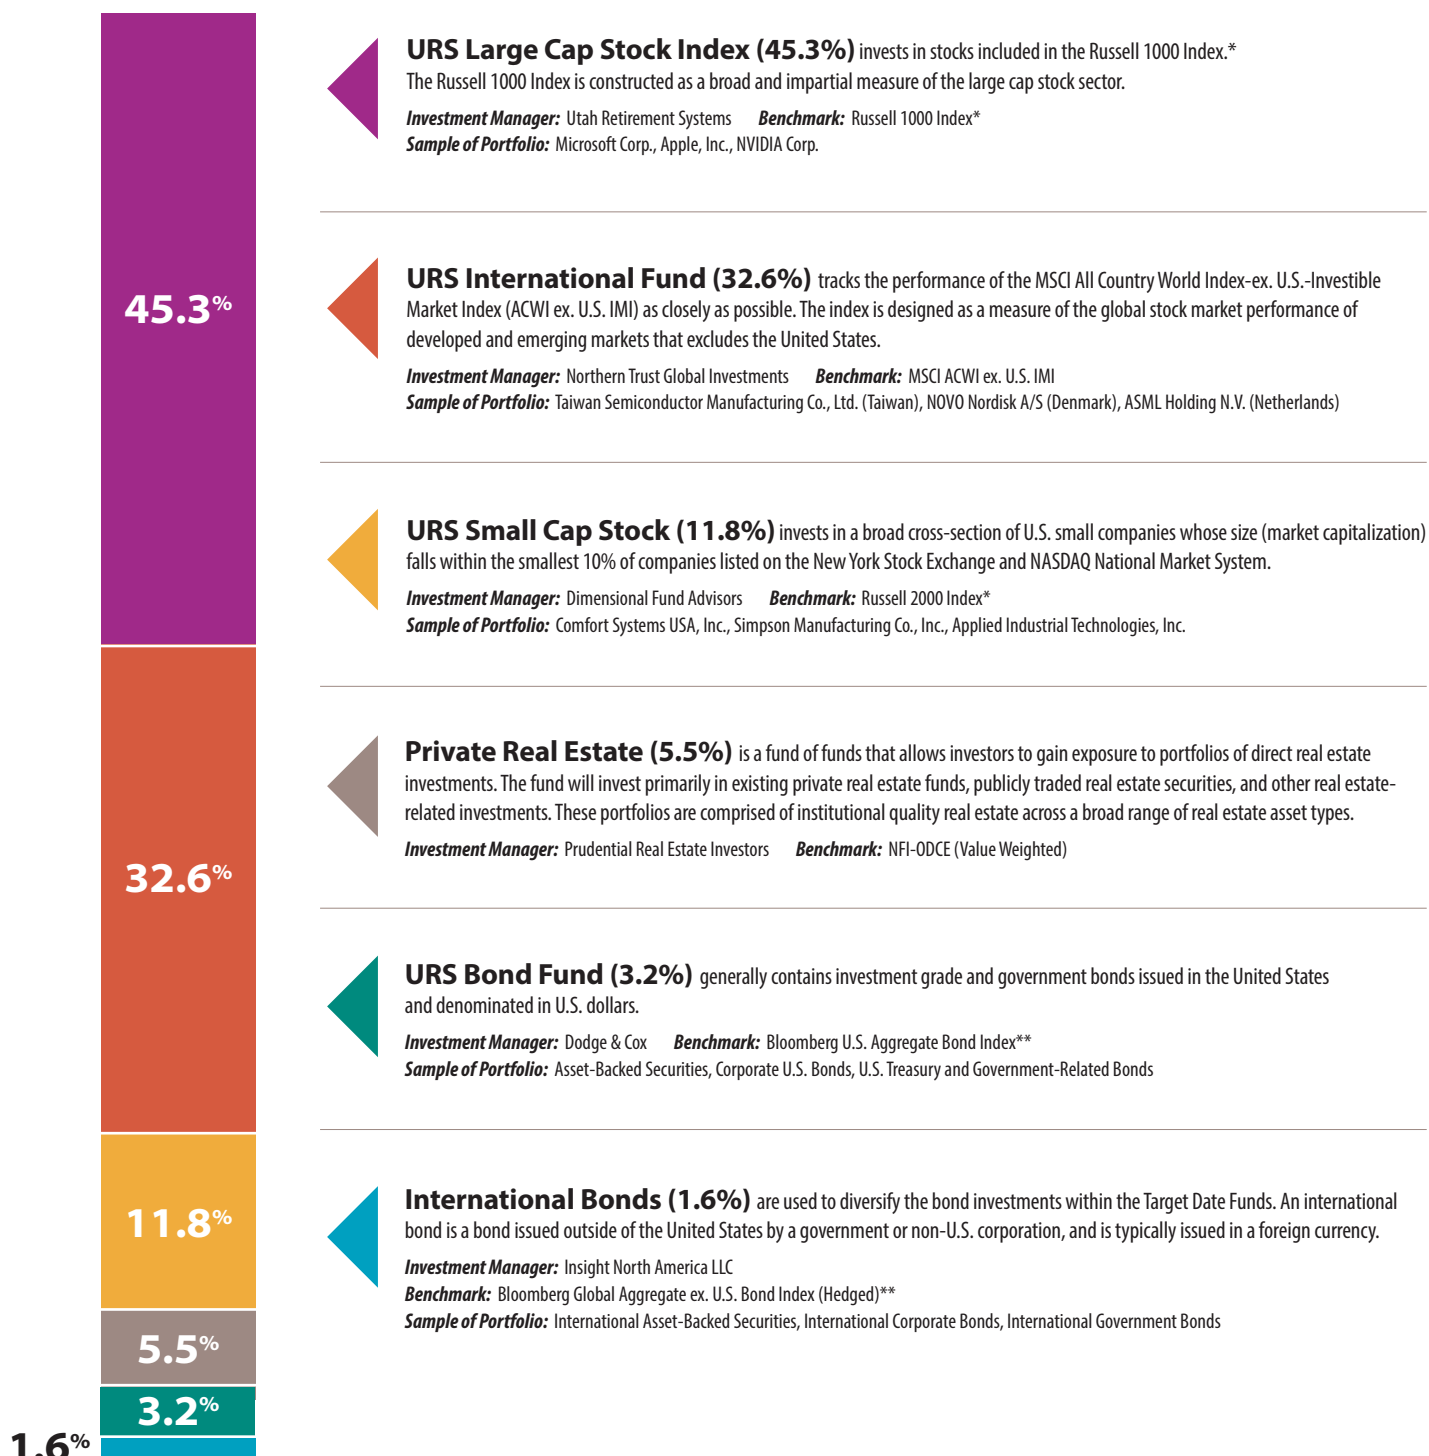 URS Large Cap Stock Index (45.3%) invests in stocks included in the Russell 1000 Index.*
The Russell 1000 Index is constructed as a broad and impartial measure of the large cap stock sector.
Investment Manager: Utah Retirement Systems Benchmark: Russell 1000 Index*
Sample of Portfolio: Microsoft Corp., Apple, Inc., NVIDIA Corp.
URS International Fund (32.6%) tracks the performance of the MSCI All Country World Index-ex. U.S.-Investible
Market Index (ACWI ex. U.S. IMI) as closely as possible. The index is designed as a measure of the global stock market performance of
developed and emerging markets that excludes the United States.
Investment Manager: Northern Trust Global Investments Benchmark: MSCI ACWI ex. U.S. IMI
Sample of Portfolio: Taiwan Semiconductor Manufacturing Co., Ltd. (Taiwan), NOVO Nordisk A/S (Denmark), ASML Holding N.V. (Netherlands)
URS Small Cap Stock (11.8%) invests in a broad cross-section of U.S. small companies whose size (market capitalization)
falls within the smallest 10% of companies listed on the New York Stock Exchange and NASDAQ National Market System.
Investment Manager: Dimensional Fund Advisors Benchmark: Russell 2000 Index*
Sample of Portfolio: Comfort Systems USA, Inc., Simpson Manufacturing Co., Inc., Applied Industrial Technologies, Inc.
Private Real Estate (5.5%) is a fund of funds that allows investors to gain exposure to portfolios of direct real estate
investments. The fund will invest primarily in existing private real estate funds, publicly traded real estate securities, and other real estate-
related investments. These portfolios are comprised of institutional quality real estate across a broad range of real estate asset types.
Investment Manager: Prudential Real Estate Investors Benchmark: NFI-ODCE (Value Weighted)
URS Bond Fund (3.2%) generally contains investment grade and government bonds issued in the United States
and denominated in U.S. dollars.
Investment Manager: Dodge & Cox Benchmark: Bloomberg U.S. Aggregate Bond Index**
Sample of Portfolio: Asset-Backed Securities, Corporate U.S. Bonds, U.S. Treasury and Government-Related Bonds
International Bonds (1.6%) are used to diversify the bond investments within the Target Date Funds. An international
bond is a bond issued outside of the United States by a government or non-U.S. corporation, and is typically issued in a foreign currency.
Investment Manager: Insight North America LLC
Benchmark: Bloomberg Global Aggregate ex. U.S. Bond Index (Hedged)**
Sample of Portfolio: International Asset-Backed Securities, International Corporate Bonds, International Government Bonds
45.3%
32.6%
11.8%
5.5%
3.2%
1.6%